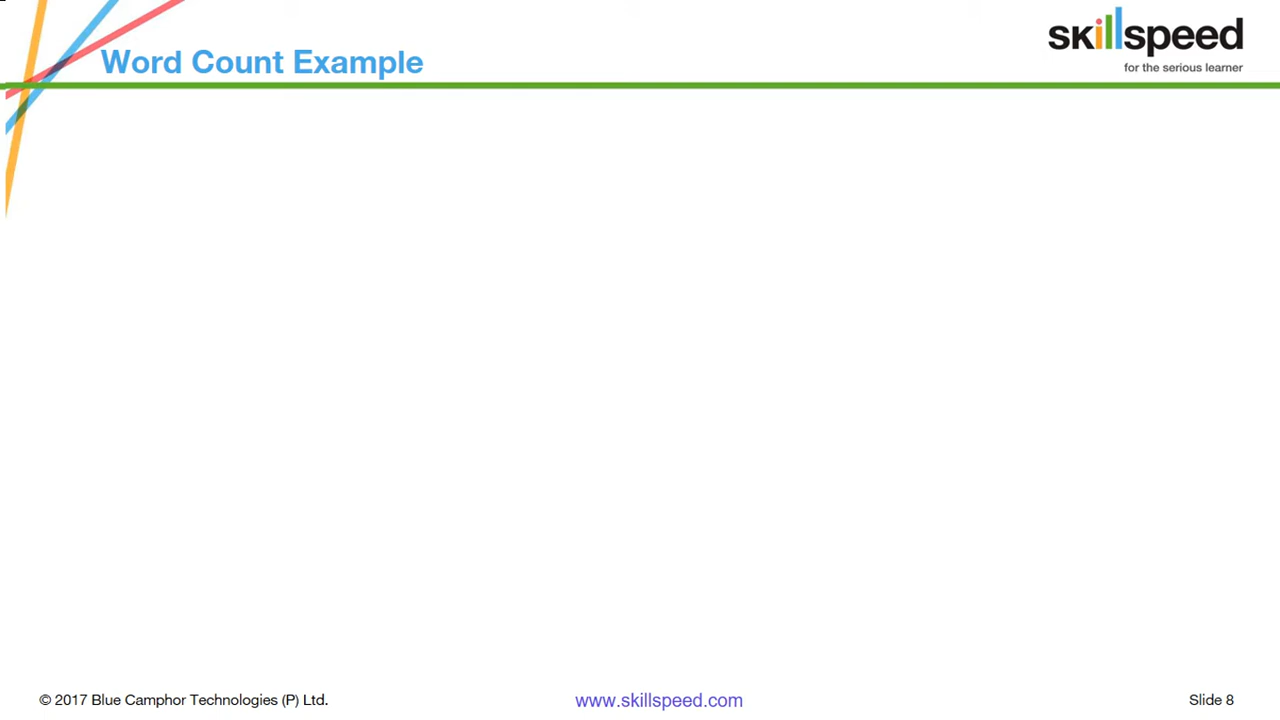 Word Count Example
skillspeed
for the serious learner
© 2017 Blue Camphor Technologies (P) Ltd.
www.skillspeed.com
Slide 8